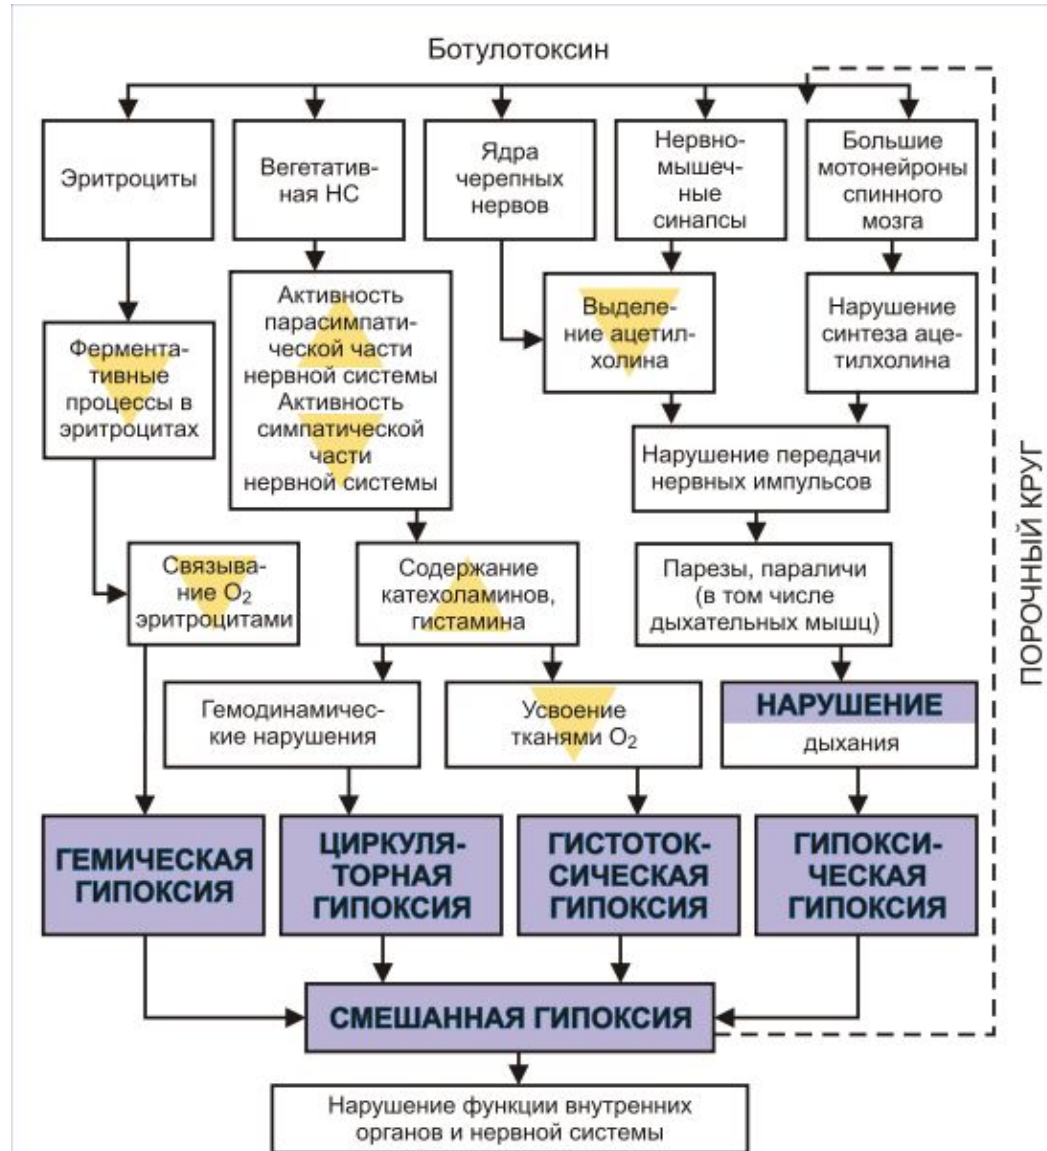 Ботулотоксин
Эритроциты
Вегетатив-
ная НС
Ядра
черепных
нервов
Нервно-
мышеч-
ные
синапсы
Большие
мотонейроны
спинного
мозга
Фермента-
тивные
процессы в
эритроцитах
Активность
парасимпати-
ческой части
нервной системы
Активность
симпатической
части
нервной системы
Выделе-
ние ацетил-
холина
Нарушение
синтеза аце-
тилхолина
Нарушение передачи
нервных импульсов
Связыва-
ние O₂
эритроцитами
Содержание
катехоламинов,
гистамина
Парезы, параличи
(в том числе
дыхательных мышц)
Гемодинамичес-
кие нарушения
Усвоение
тканями O₂
НАРУШЕНИЕ
дыхания
ГЕМИЧЕСКАЯ
ГИПОКСИЯ
ЦИРКУЛЯ-
ТОРНАЯ
ГИПОКСИЯ
ГИСТОТОК-
СИЧЕСКАЯ
ГИПОКСИЯ
ГИПОКСИ-
ЧЕСКАЯ
ГИПОКСИЯ
СМЕШАННАЯ ГИПОКСИЯ
Нарушение функции внутренних
органов и нервной системы
ПОРОЧНЫЙ КРУГ